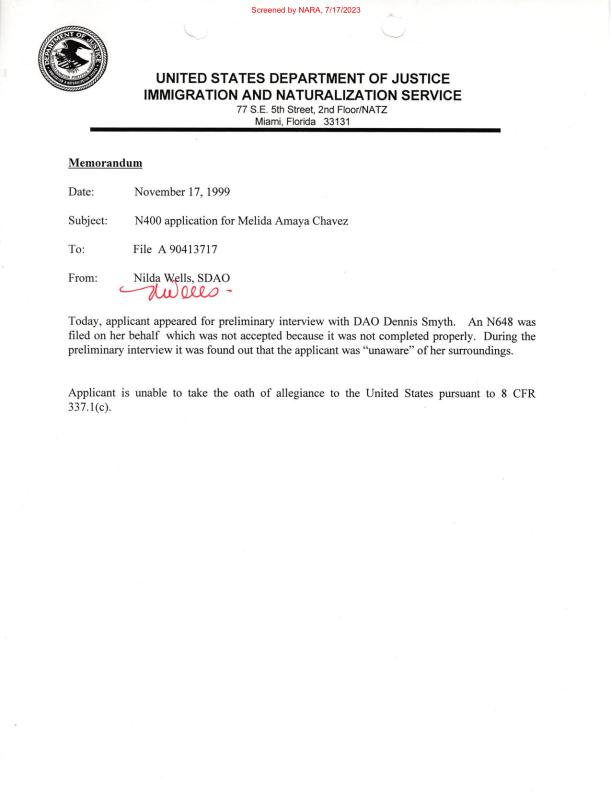 Screened by NARA, 7/17/2023
UNITED STATES DEPARTMENT OF JUSTICE
IMMIGRATION AND NATURALIZATION SERVICE
77 S.E. 5th Street, 2nd Floor/NATZ
Miami, Florida 33131
Memorandum
Date: November 17, 1999
Subject: N400 application for Melida Amaya Chavez
To: File A 90413717
From: Nilda Wells, SDAO
NWells -
Today, applicant appeared for preliminary interview with DAO Dennis Smyth. An N648 was
filed on her behalf which was not accepted because it was not completed properly. During the
preliminary interview it was found out that the applicant was “unaware” of her surroundings.
Applicant is unable to take the oath of allegiance to the United States pursuant to 8 CFR
337.1(c).